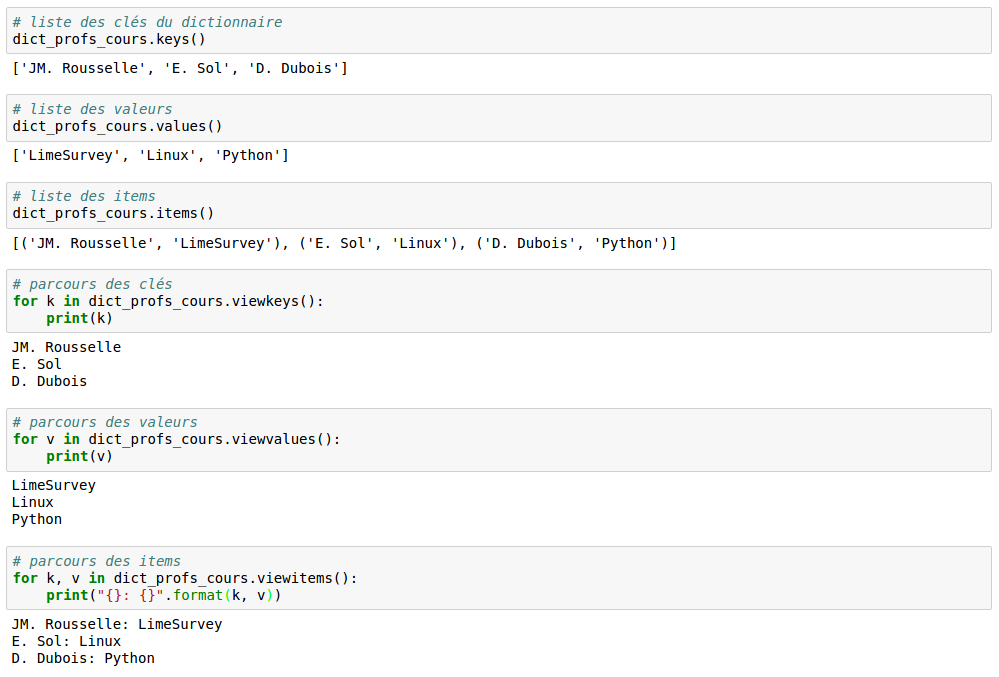 # liste des clés du dictionnaire
dict_profs_cours.keys()
['JM. Rousselle', 'E. Sol', 'D. Dubois']
# liste des valeurs
dict_profs_cours.values()
['LimeSurvey', 'Linux', 'Python']
# liste des items
dict_profs_cours.items()
[('JM. Rousselle', 'LimeSurvey'), ('E. Sol', 'Linux'), ('D. Dubois', 'Python')]
# parcours des clés
for k in dict_profs_cours.viewkeys():
    print(k)
JM. Rousselle
E. Sol
D. Dubois
# parcours des valeurs
for v in dict_profs_cours.viewvalues():
    print(v)
LimeSurvey
Linux
Python
# parcours des items
for k, v in dict_profs_cours.viewitems():
    print("{}: {}".format(k, v))
JM. Rousselle: LimeSurvey
E. Sol: Linux
D. Dubois: Python